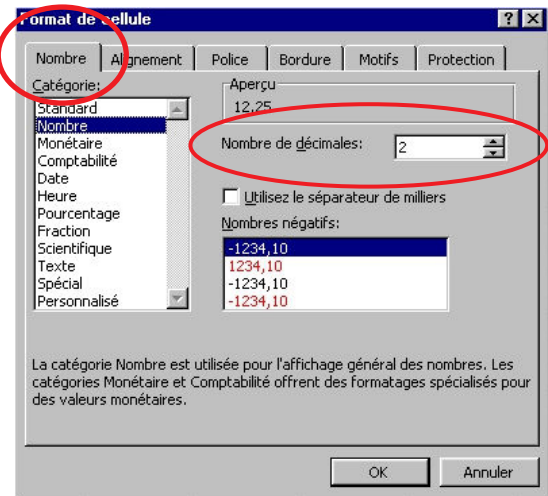 Format de cellule
Nombre Alignement Police Bordure Motifs Protection
Catégorie:
Standard
Nombre
Monétaire
Comptabilité
Date
Heure
Pourcentage
Fraction
Scientifique
Texte
Spécial
Personnalisé
Aperçu
12,25
Nombre de décimales: 2
Utilisez le séparateur de milliers
Nombres négatifs:
-1234,10
1234,10
-1234,10
-1234,10
La catégorie Nombre est utilisée pour l'affichage général des nombres. Les
catégories Monétaire et Comptabilité offrent des formatages spécialisés pour
des valeurs monétaires.
OK Annuler